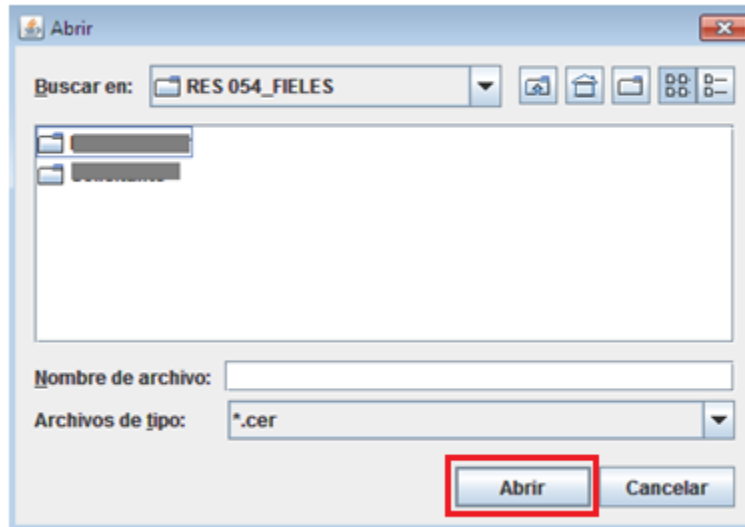 Abrir
Buscar en: RES 054_FIELES
Nombre de archivo:
Archivos de tipo: *.cer
Abrir Cancelar